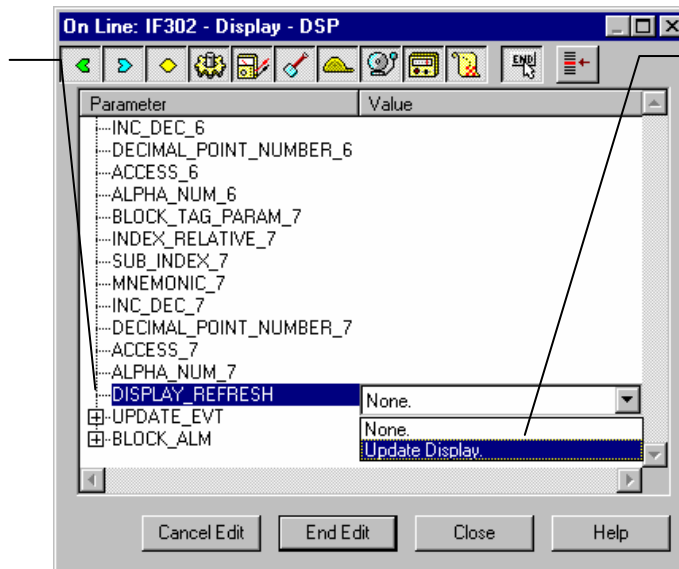 On Line: IF302 - Display - DSP
END
Parameter Value
INC_DEC_6
DECIMAL_POINT_NUMBER_6
ACCESS_6
ALPHA_NUM_6
BLOCK_TAG_PARAM_7
INDEX_RELATIVE_7
SUB_INDEX_7
MNEMONIC_7
INC_DEC_7
DECIMAL_POINT_NUMBER_7
ACCESS_7
ALPHA_NUM_7
DISPLAY_REFRESH None.
UPDATE_EVT None.
BLOCK_ALM Update Display.
Cancel Edit End Edit Close Help